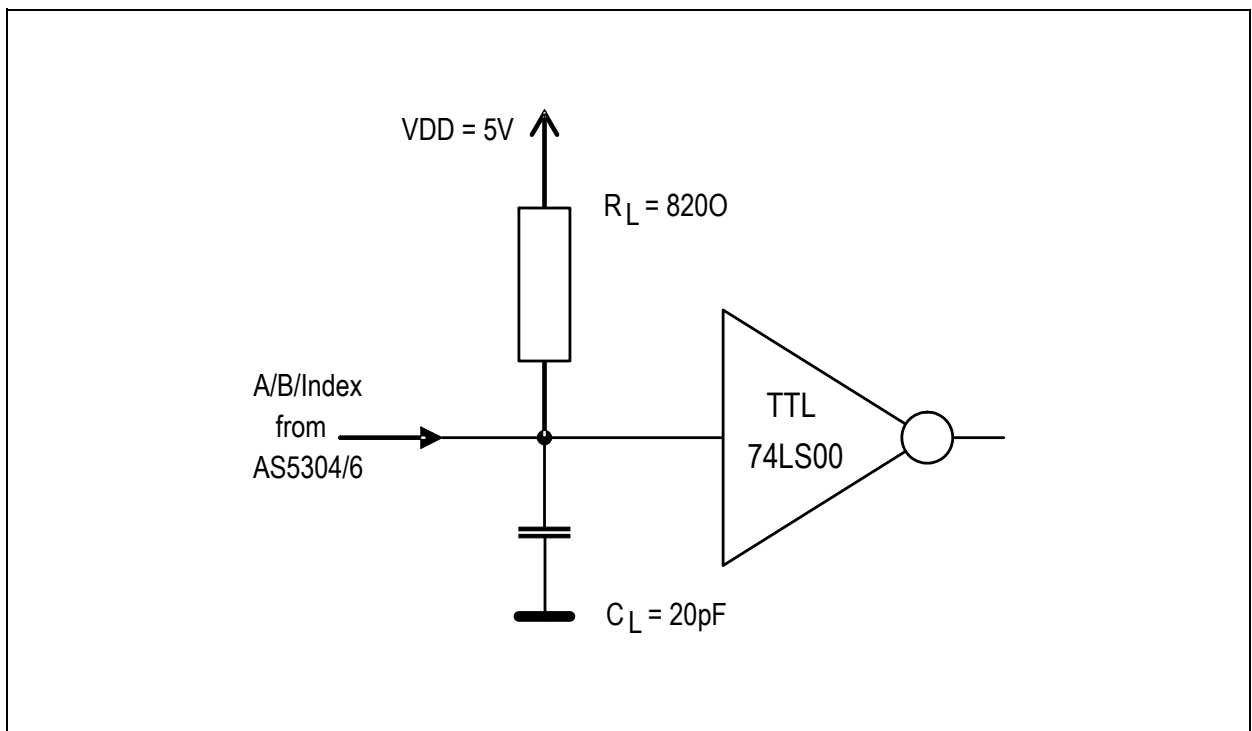 VDD = 5V
R L = 820O
A/B/Index
from
AS5304/6
TTL
74LS00
C L = 20pF